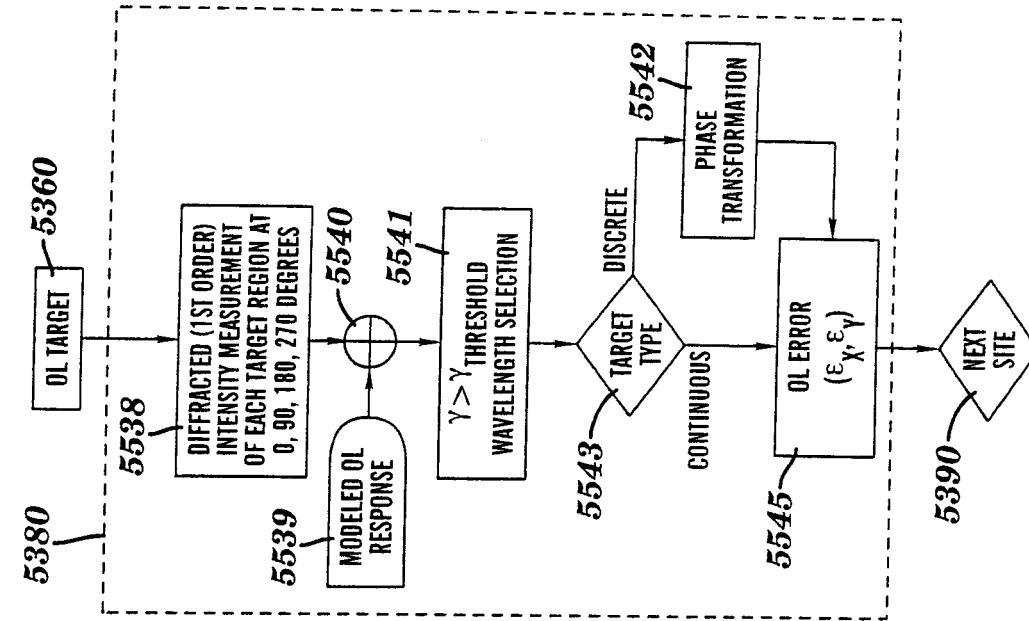 5380
OL TARGET
5360
5538
DIFFRACTED (1ST ORDER)
INTENSITY MEASUREMENT
OF EACH TARGET REGION AT
0, 90, 180, 270 DEGREES
5539
MODELED OL
RESPONSE
5540
5541
γ > γTHRESHOLD
WAVELENGTH SELECTION
5543
TARGET
TYPE
DISCRETE
CONTINUOUS
5542
PHASE
TRANSFORMATION
5545
OL ERROR
(εX, εY)
5390
NEXT
SITE